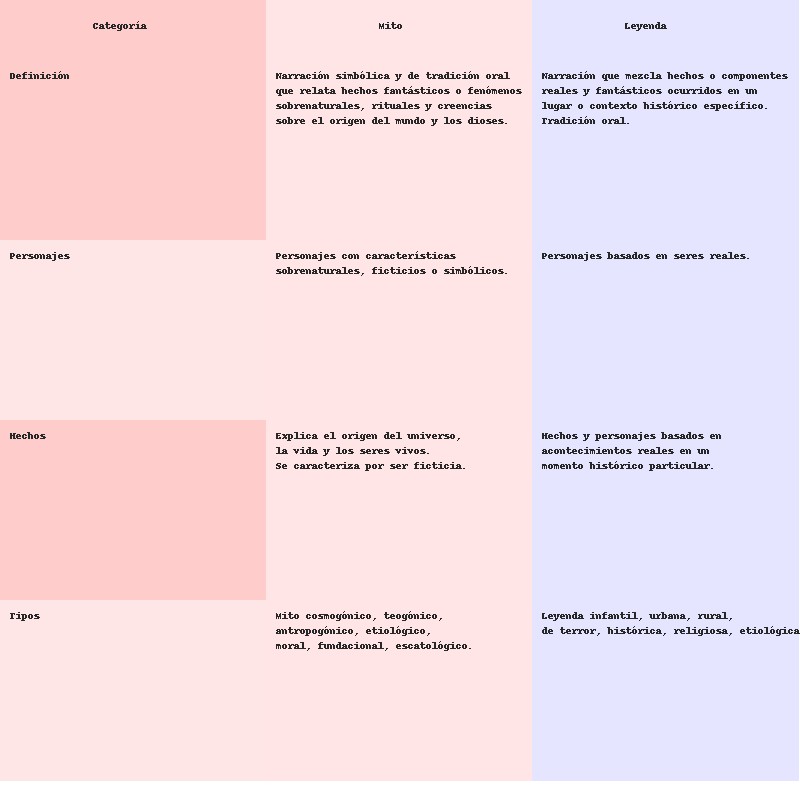 Categoría
Mito
Leyenda
Definición
Narración simbólica y de tradición oral
que relata hechos fantásticos o fenómenos
sobrenaturales, rituales y creencias
sobre el origen del mundo y los dioses.
Narración que mezcla hechos o componentes
reales y fantásticos ocurridos en un
lugar o contexto histórico específico.
Tradición oral.
Personajes
Personajes con características
sobrenaturales, ficticios o simbólicos.
Personajes basados en seres reales.
Hechos
Explica el origen del universo,
la vida y los seres vivos.
Se caracteriza por ser ficticia.
Hechos y personajes basados en
acontecimientos reales en un
momento histórico particular.
Tipos
Mito cosmogónico, teogónico,
antropogónico, etiológico,
moral, fundacional, escatológico.
Leyenda infantil, urbana, rural,
de terror, histórica, religiosa, etiológica